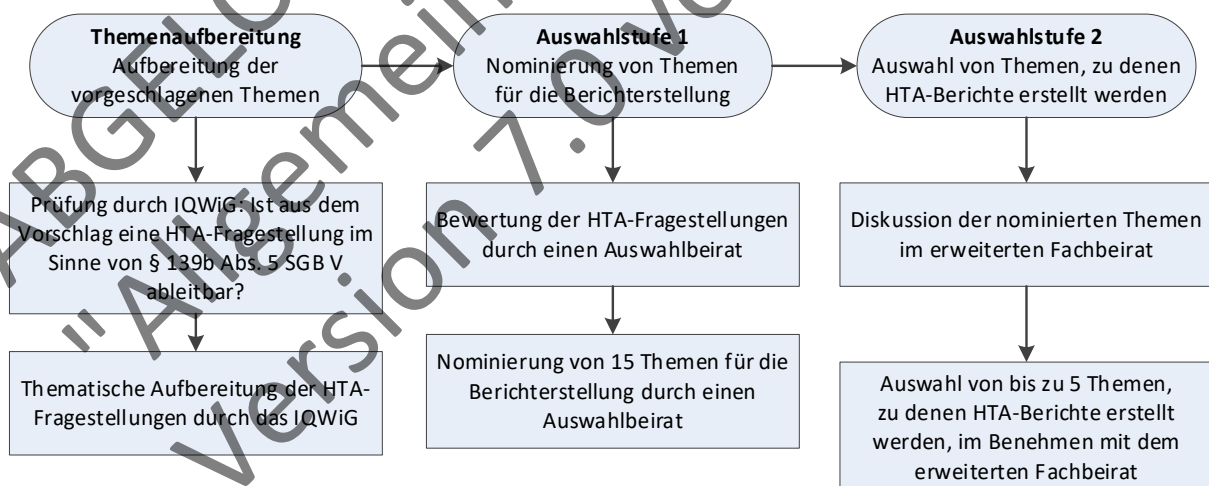 Themenaufbereitung
Aufbereitung der
vorgeschlagenen Themen
Auswahlstufe 1
Nominierung von Themen
für die Berichterstellung
Auswahlstufe 2
Auswahl von Themen, zu denen
HTA-Berichte erstellt werden
Prüfung durch IQWiG: Ist aus dem
Vorschlag eine HTA-Fragestellung im
Sinne von § 139b Abs. 5 SGB V
ableitbar?
Thematische Aufbereitung der HTA-
Fragestellungen durch das IQWiG
Bewertung der HTA-Fragestellungen
durch einen Auswahlbeirat
Nominierung von 15 Themen für die
Berichterstellung durch einen
Auswahlbeirat
Diskussion der nominierten Themen
im erweiterten Fachbeirat
Auswahl von bis zu 5 Themen,
zu denen HTA-Berichte erstellt
werden, im Benehmen mit dem
erweiterten Fachbeirat
"Allgemein
Version 7.0